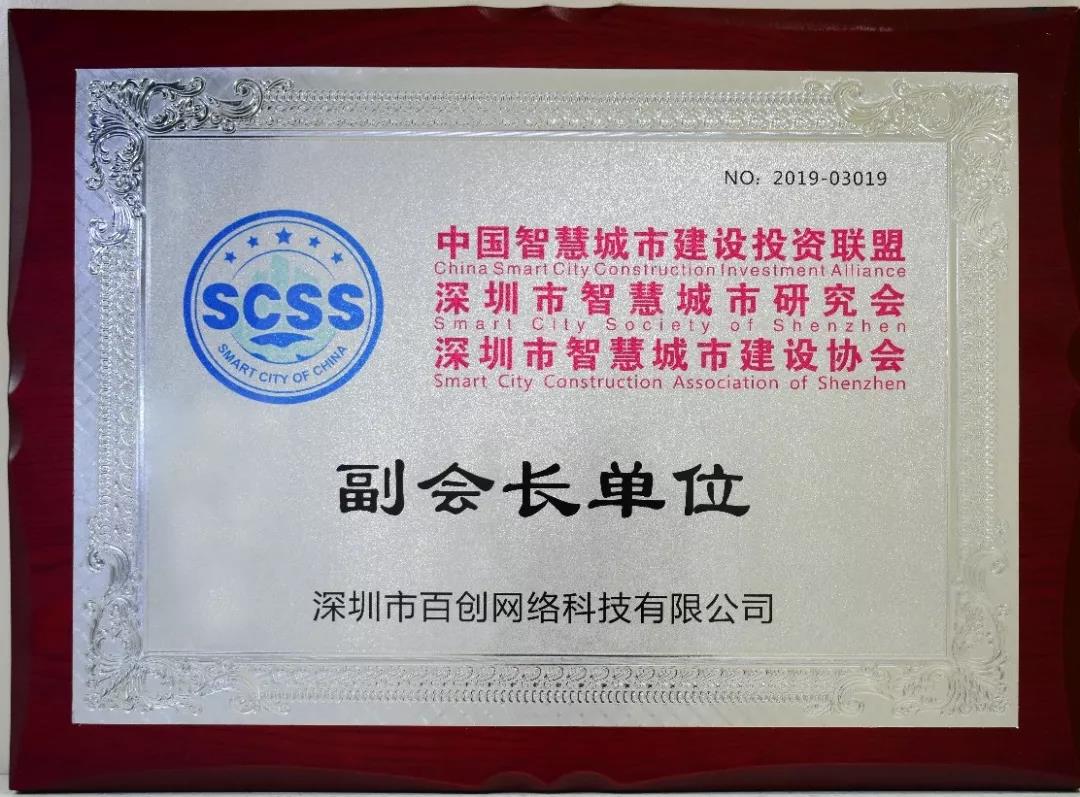 NO: 2019-03019
SCSS
SMART CITY OF CHINA
中国智慧城市建设投资联盟
China Smart City Construction Investment Alliance
深圳市智慧城市研究会
Smart City Society of Shenzhen
深圳市智慧城市建设协会
Smart City Construction Association of Shenzhen
副会长单位
深圳市百创网络科技有限公司